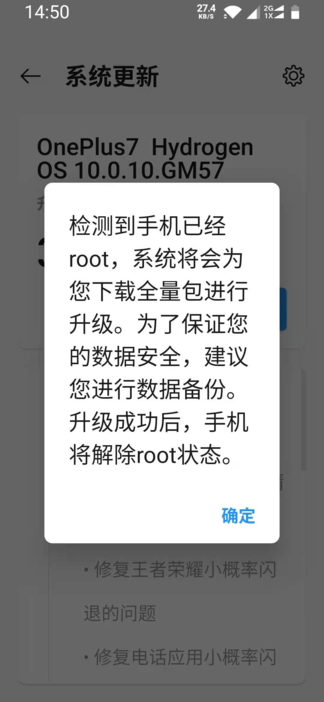 14:50
27.4
KB/S
2G
1X
系统更新
OnePlus7 Hydrogen
OS 10.0.10.GM57
检测到手机已经
root，系统将会为
您下载全量包进行
升级。为了保证您
的数据安全，建议
您进行数据备份。
升级成功后，手机
将解除root状态。
确定
• 修复王者荣耀小概率闪
退的问题
• 修复电话应用小概率闪